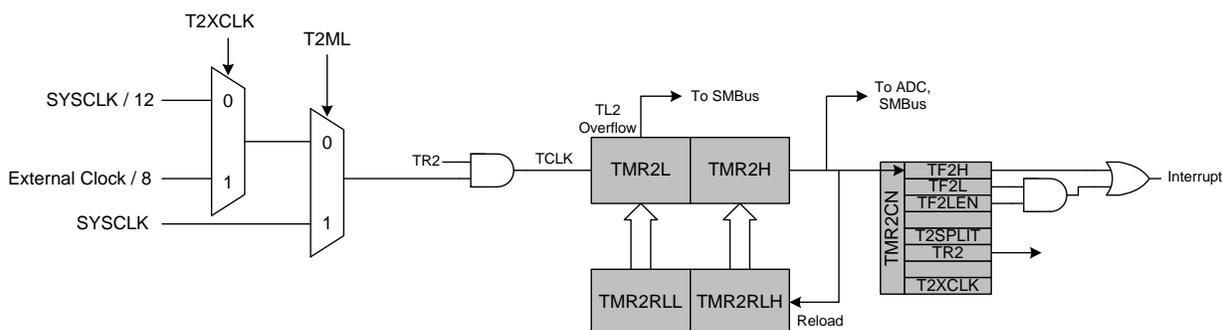 T2XCLK
T2ML
SYSCLK / 12
0
External Clock / 8
1
SYSCLK
0
1
TR2
TCLK
TL2
Overflow
To SMBus
To ADC,
SMBus
TMR2L
TMR2H
TMR2RLL
TMR2RLH
Reload
TMR2CN
TF2H
TF2L
TF2LEN
T2SPLIT
TR2
T2XCLK
Interrupt